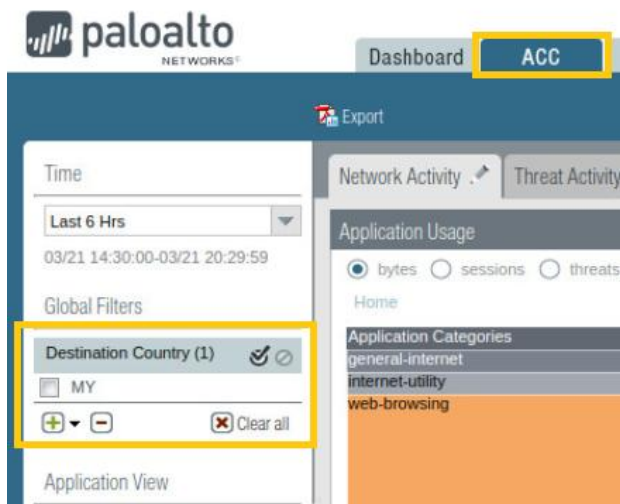 paloalto
NETWORKS®
Dashboard ACC
Export
Time
Last 6 Hrs
03/21 14:30:00-03/21 20:29:59
Global Filters
Destination Country (1)
MY
Clear all
Application View
Network Activity Threat Activity
Application Usage
bytes sessions threats
Home
Application Categories
general-internet
internet-utility
web-browsing